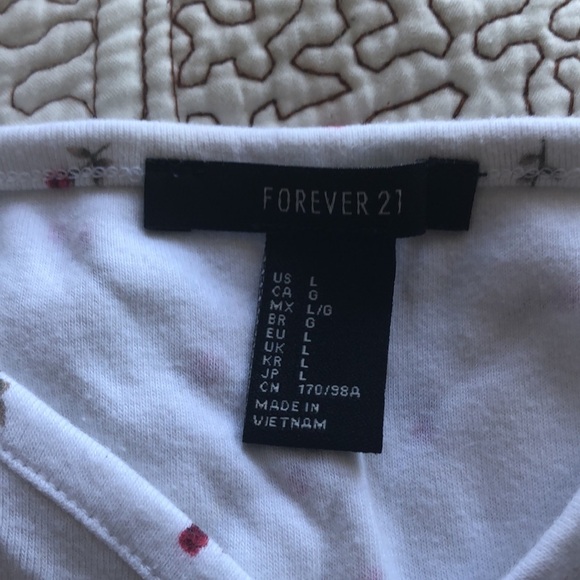 FOREVER 21
US L
CA G
MX L/G
BR G
EU L
UK L
KR L
JP L
CN 170/98A
MADE IN
VIETNAM